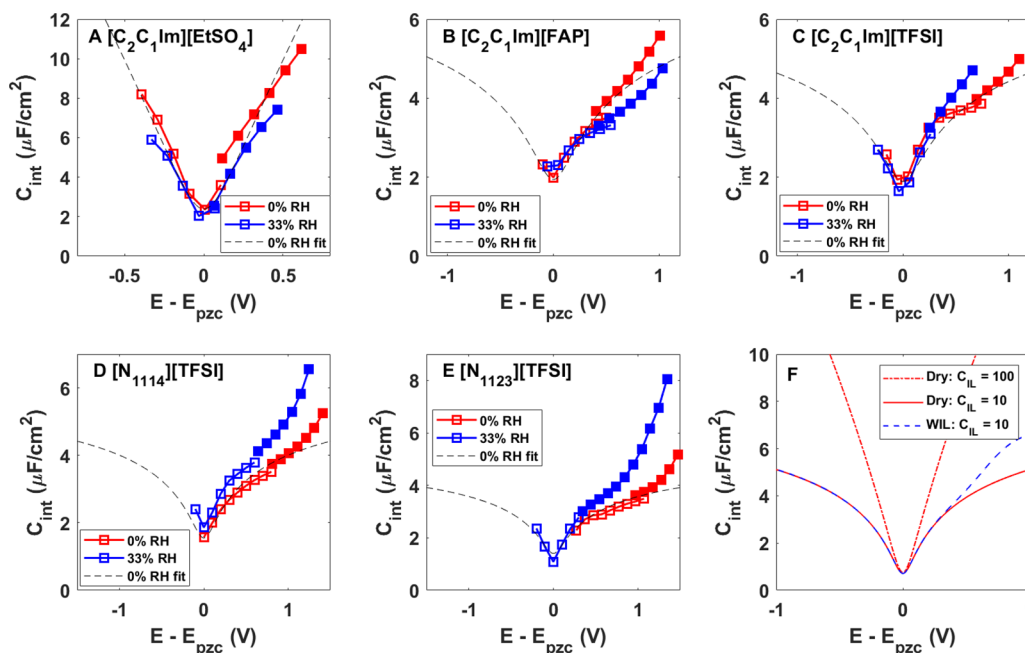 A [C2C1Im][EtSO4]
Cint (μF/cm2)
12
10
8
6
4
2
0
0% RH
33% RH
0% RH fit
-0.5 0 0.5
E - Epzc (V)
B [C2C1Im][FAP]
Cint (μF/cm2)
6
4
2
0
0% RH
33% RH
0% RH fit
-1 0 1
E - Epzc (V)
C [C2C1Im][TFSI]
Cint (μF/cm2)
6
4
2
0
0% RH
33% RH
0% RH fit
-1 0 1
E - Epzc (V)
D [N1114][TFSI]
Cint (μF/cm2)
6
4
2
0
0% RH
33% RH
0% RH fit
-1 0 1
E - Epzc (V)
E [N1123][TFSI]
Cint (μF/cm2)
8
6
4
2
0
0% RH
33% RH
0% RH fit
-1 0 1
E - Epzc (V)
F
Cint (μF/cm2)
10
8
6
4
2
0
Dry: CIL = 100
Dry: CIL = 10
WIL: CIL = 10
-1 0
E - Epzc (V)